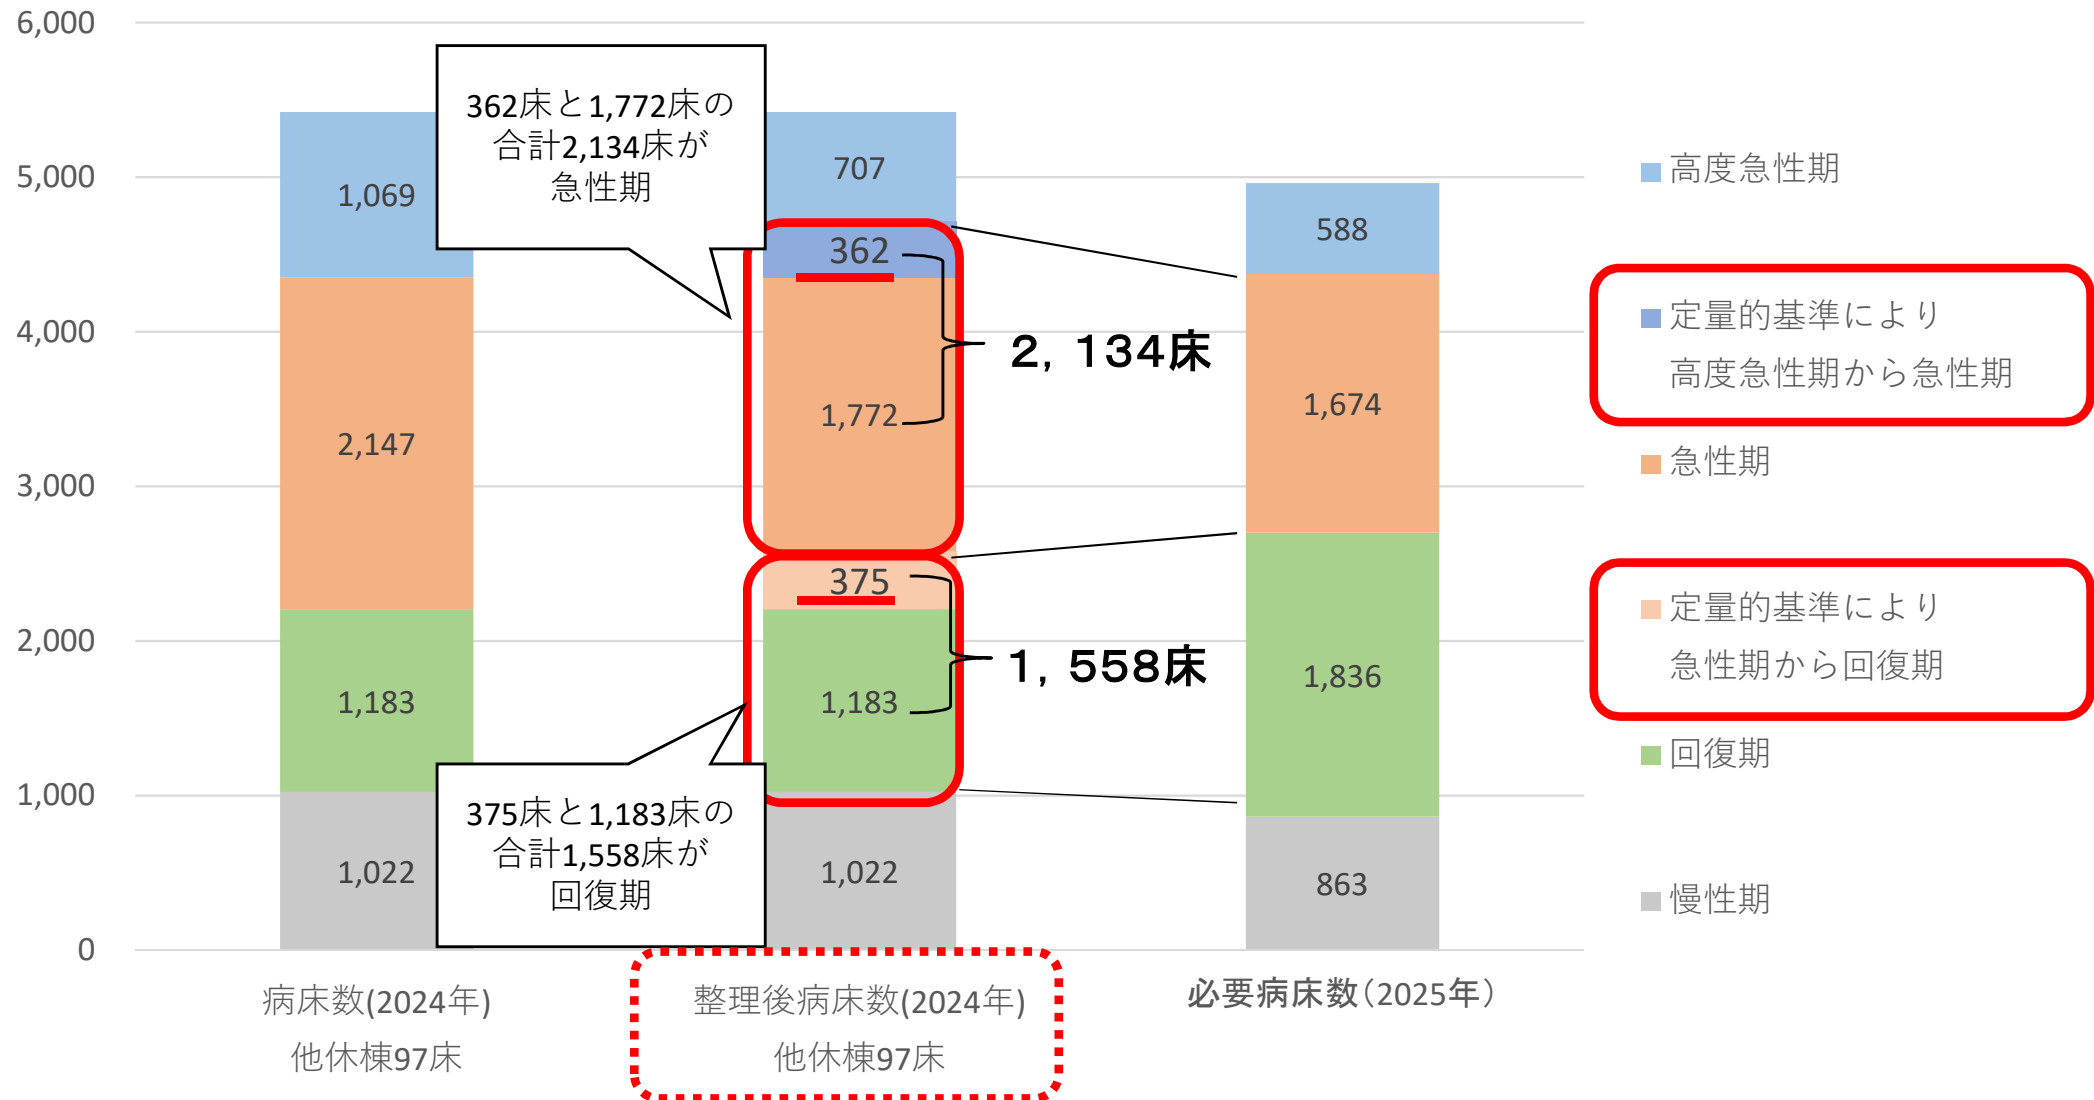 6,000
5,000
4,000
3,000
2,000
1,000
0
362床と1,772床の
合計2,134床が
急性期
375床と1,183床の
合計1,558床が
回復期
1,069
2,147
1,183
1,022
707
362
1,772
375
1,183
1,022
2，134床
1，558床
588
1,674
1,836
863
病床数(2024年)
他休棟97床
整理後病床数(2024年)
他休棟97床
必要病床数（2025年）
高度急性期
定量的基準により
高度急性期から急性期
急性期
定量的基準により
急性期から回復期
回復期
慢性期